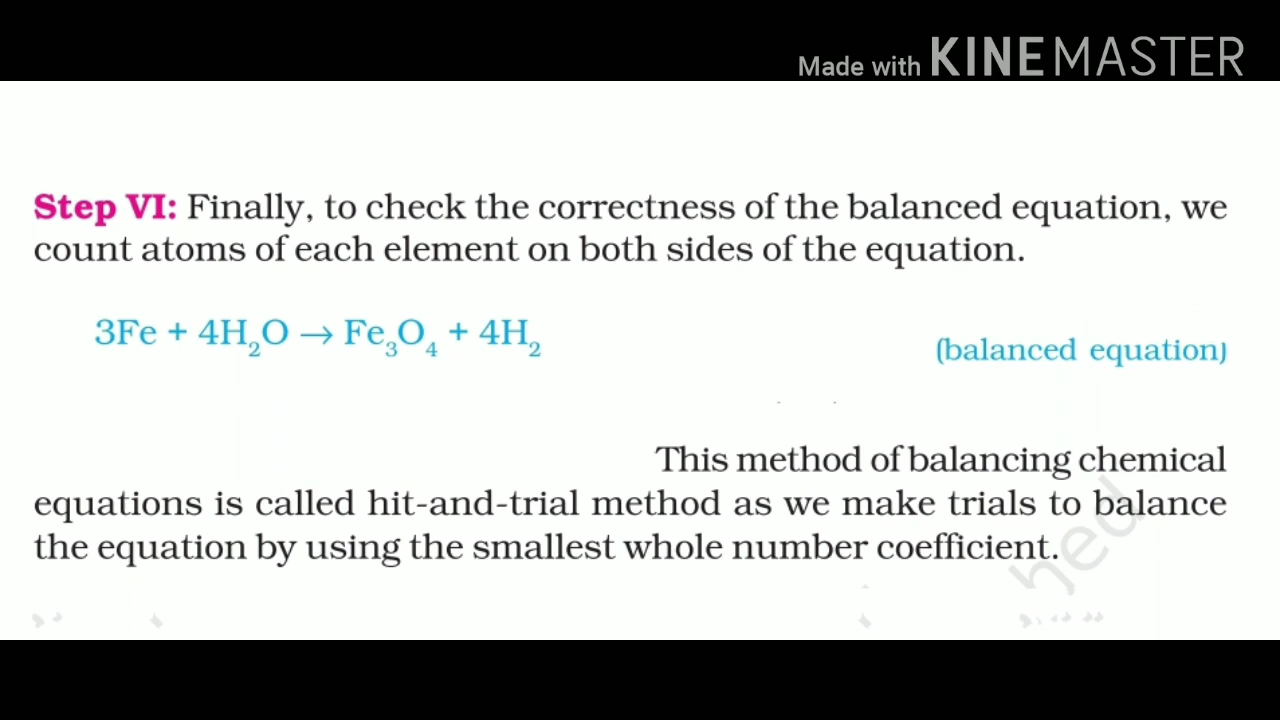 Made with KINEMASTER
Step VI: Finally, to check the correctness of the balanced equation, we
count atoms of each element on both sides of the equation.
3Fe + 4H₂O → Fe₃O₄ + 4H₂
(balanced equation)
This method of balancing chemical
equations is called hit-and-trial method as we make trials to balance
the equation by using the smallest whole number coefficient.